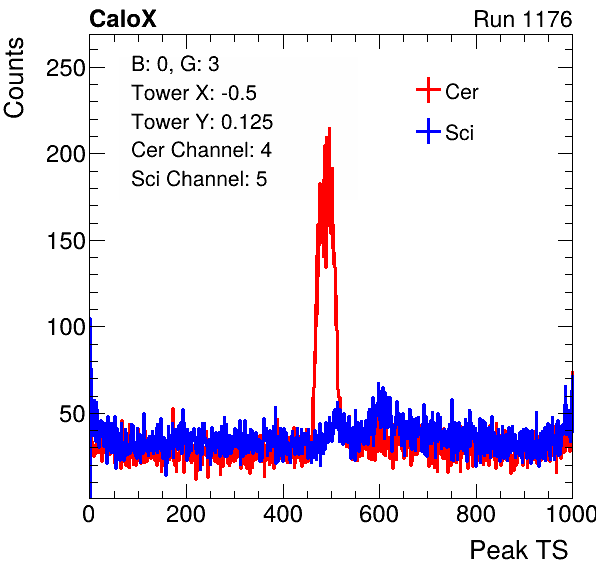 CaloX
Run 1176
Counts
B: 0, G: 3
Tower X: -0.5
Tower Y: 0.125
Cer Channel: 4
Sci Channel: 5
Cer
Sci
250
200
150
100
50
0 200 400 600 800 1000
Peak TS